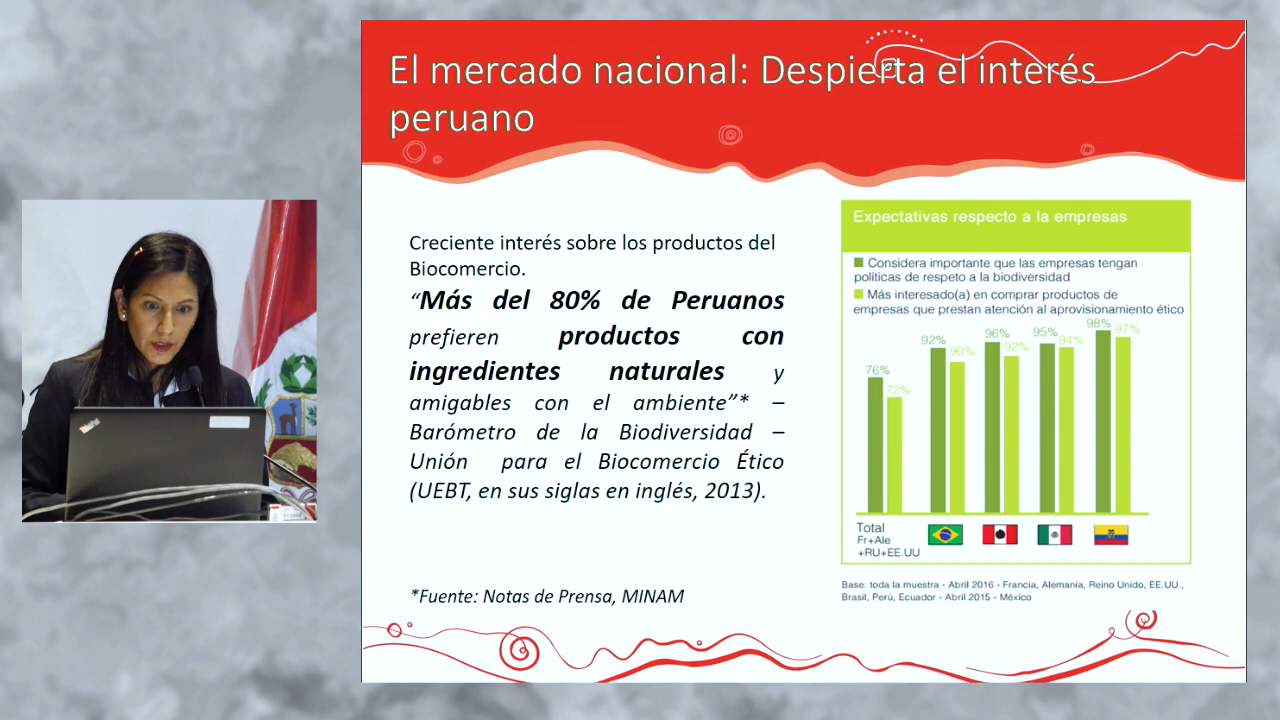 El mercado nacional: Despierta el interés
peruano
Creciente interés sobre los productos del
Biocomercio.
“Más del 80% de Peruanos
prefieren productos con
ingredientes naturales y
amigables con el ambiente”* –
Barómetro de la Biodiversidad –
Unión para el Biocomercio Ético
(UEBT, en sus siglas en inglés, 2013).
*Fuente: Notas de Prensa, MINAM
Expectativas respecto a la empresas
Considera importante que las empresas tengan
políticas de respeto a la biodiversidad
Más interesado(a) en comprar productos de
empresas que prestan atención al aprovisionamiento ético
76% 72% 92% 90% 96% 92% 95% 94% 98% 97%
Total
Fr+Ale
+RU+EE.UU
Base: toda la muestra - Abril 2016 - Francia, Alemania, Reino Unido, EE.UU.,
Brasil, Perú, Ecuador - Abril 2015 - México
ThinkPad